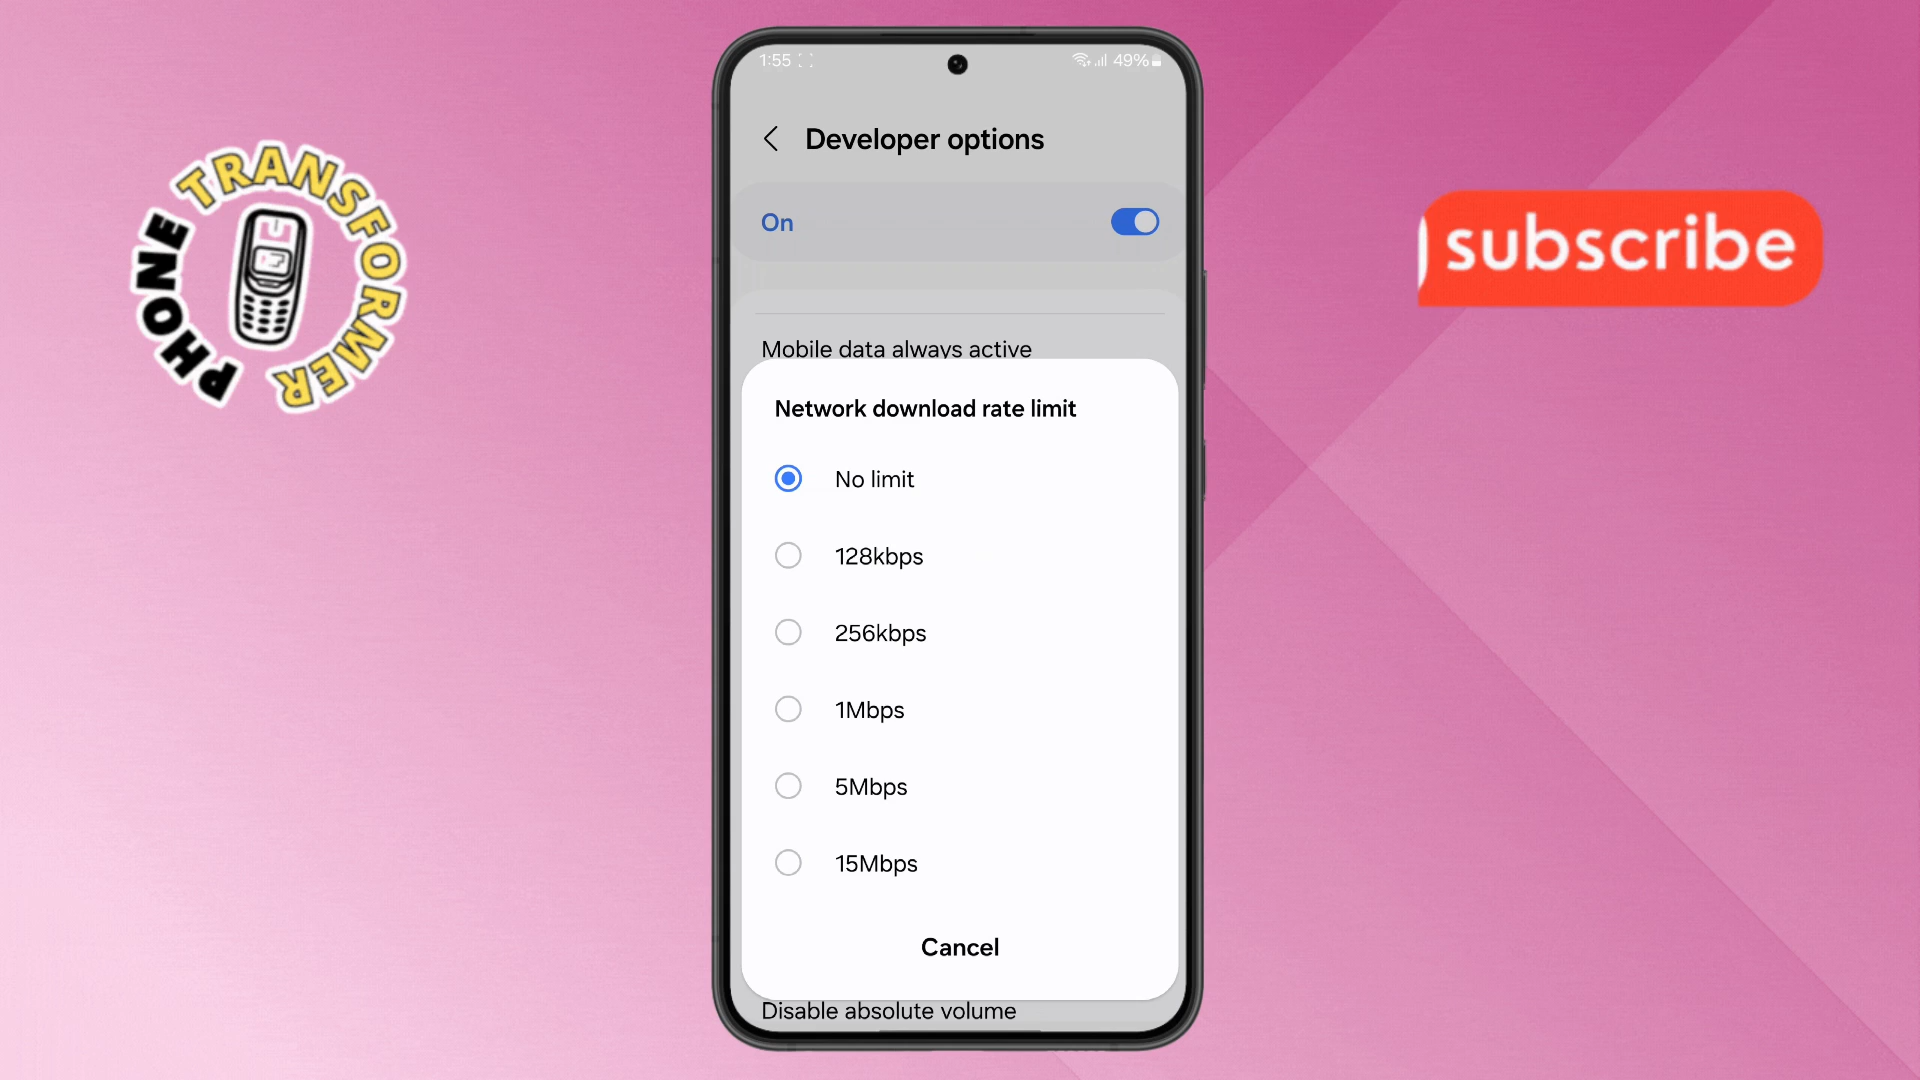 PHONE TRANSFORMER
1:55
49%
Developer options
On
Mobile data always active
Network download rate limit
No limit
128kbps
256kbps
1Mbps
5Mbps
15Mbps
Cancel
Disable absolute volume
subscribe